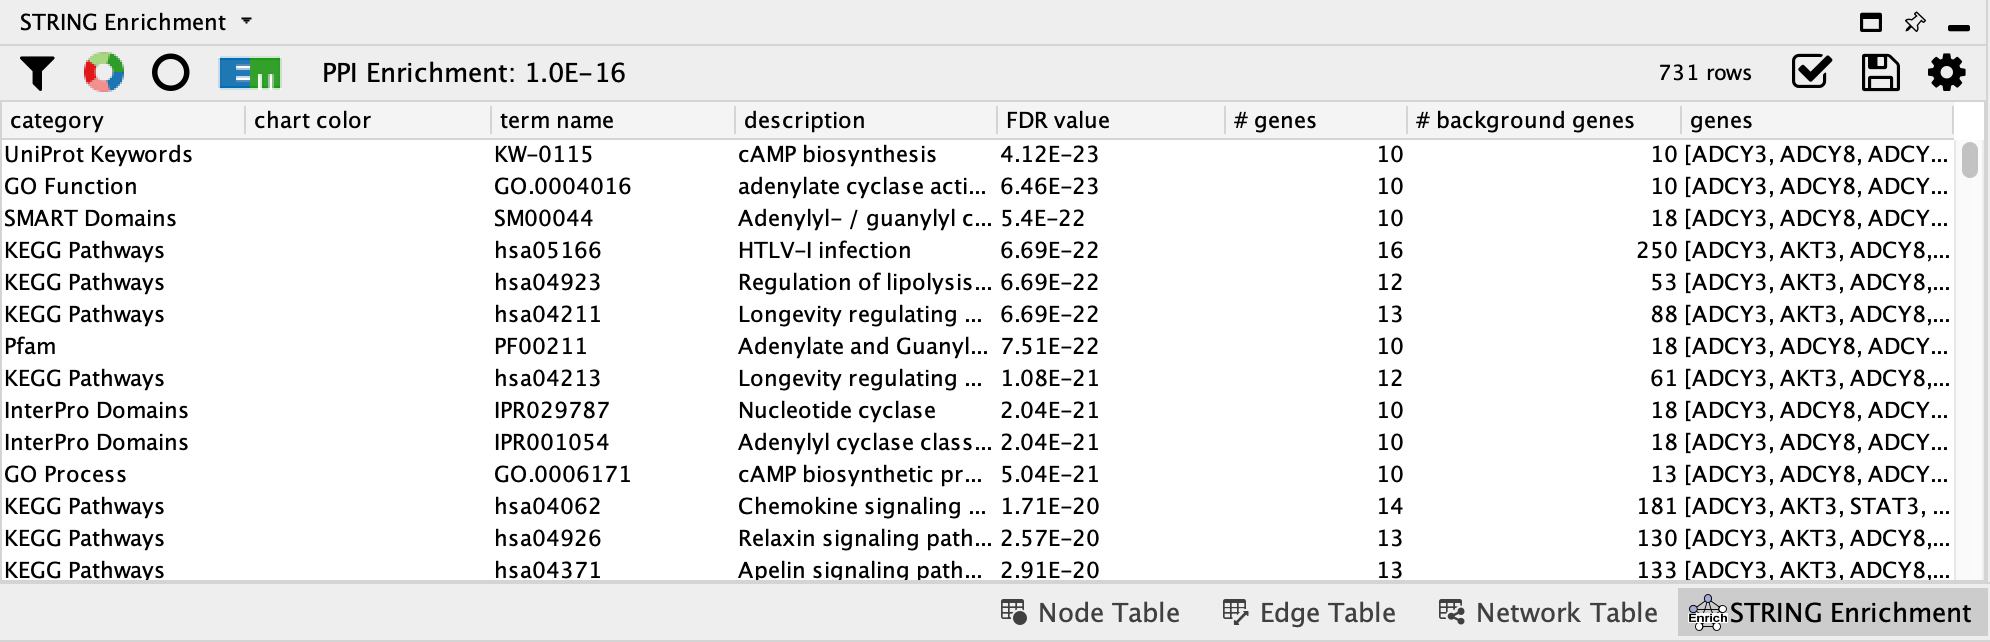 STRING Enrichment
Em PPI Enrichment: 1.0E-16 731 rows
category chart color term name description FDR value # genes # background genes genes
UniProt Keywords KW-0115 cAMP biosynthesis 4.12E-23 10 10 [ADCY3, ADCY8, ADCY...
GO Function GO.0004016 adenylate cyclase acti... 6.46E-23 10 10 [ADCY3, ADCY8, ADCY...
SMART Domains SM00044 Adenylyl- / guanylyl c... 5.4E-22 10 18 [ADCY3, ADCY8, ADCY...
KEGG Pathways hsa05166 HTLV-I infection 6.69E-22 16 250 [ADCY3, AKT3, ADCY8,...
KEGG Pathways hsa04923 Regulation of lipolysis... 6.69E-22 12 53 [ADCY3, AKT3, ADCY8,...
KEGG Pathways hsa04211 Longevity regulating ... 6.69E-22 13 88 [ADCY3, AKT3, ADCY8,...
Pfam PF00211 Adenylate and Guanyl... 7.51E-22 10 18 [ADCY3, ADCY8, ADCY...
KEGG Pathways hsa04213 Longevity regulating ... 1.08E-21 12 61 [ADCY3, AKT3, ADCY8,...
InterPro Domains IPR029787 Nucleotide cyclase 2.04E-21 10 18 [ADCY3, ADCY8, ADCY...
InterPro Domains IPR001054 Adenylyl cyclase class... 2.04E-21 10 18 [ADCY3, ADCY8, ADCY...
GO Process GO.0006171 cAMP biosynthetic pr... 5.04E-21 10 13 [ADCY3, ADCY8, ADCY...
KEGG Pathways hsa04062 Chemokine signaling ... 1.71E-20 14 181 [ADCY3, AKT3, STAT3, ...
KEGG Pathways hsa04926 Relaxin signaling path... 2.57E-20 13 130 [ADCY3, AKT3, ADCY8,...
KEGG Pathways hsa04371 Apelin signaling path... 2.91E-20 13 133 [ADCY3, AKT3, ADCY8,...
Node Table Edge Table Network Table Enrich STRING Enrichment